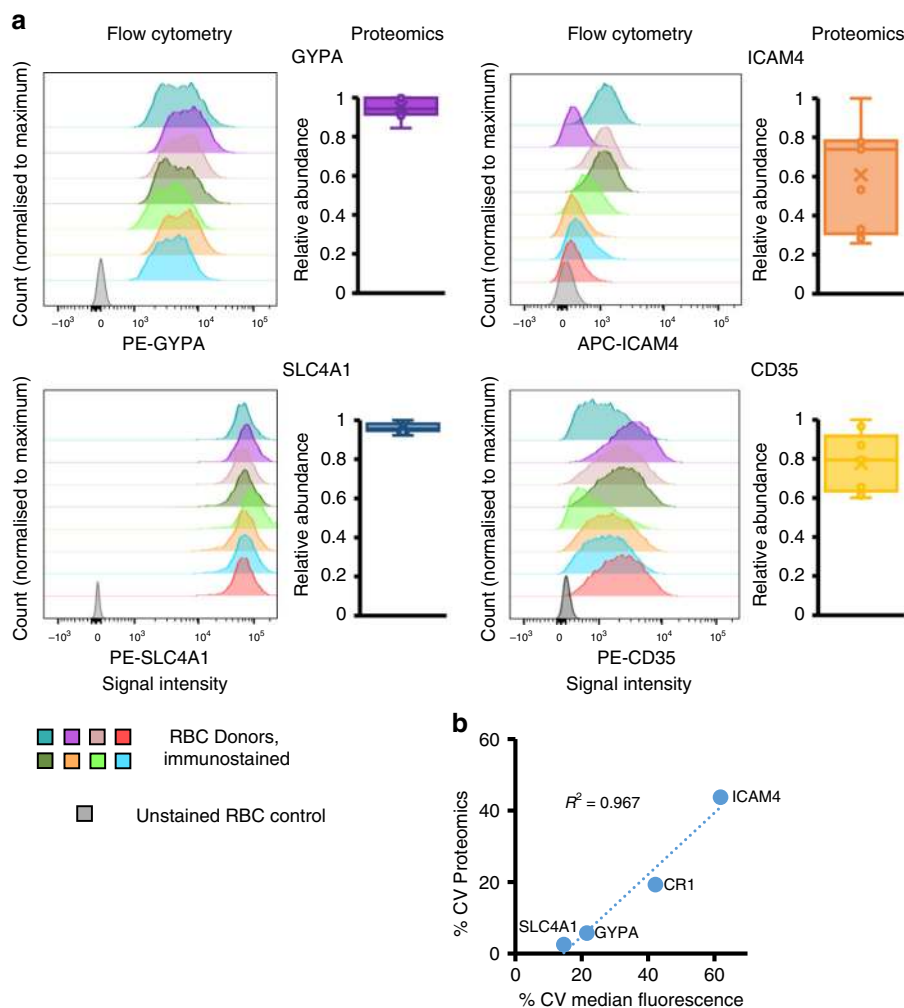 a
Flow cytometry
Proteomics
Flow cytometry
Proteomics
GYPA
Count (normalised to maximum)
–10³ 0 10³ 10⁴ 10⁵
PE-GYPA
Relative abundance
1
0.8
0.6
0.4
0.2
0
ICAM4
Count (normalised to maximum)
–10³ 0 10³ 10⁴ 10⁵
APC-ICAM4
Relative abundance
1
0.8
0.6
0.4
0.2
0
SLC4A1
Count (normalised to maximum)
–10³ 0 10³ 10⁴ 10⁵
PE-SLC4A1
Signal intensity
Relative abundance
1
0.8
0.6
0.4
0.2
0
CD35
Count (normalised to maximum)
–10³ 0 10³ 10⁴ 10⁵
PE-CD35
Signal intensity
Relative abundance
1
0.8
0.6
0.4
0.2
0
RBC Donors,
immunostained
Unstained RBC control
b
% CV Proteomics
60
40
20
0
R² = 0.967
ICAM4
CR1
SLC4A1
GYPA
0 20 40 60
% CV median fluorescence